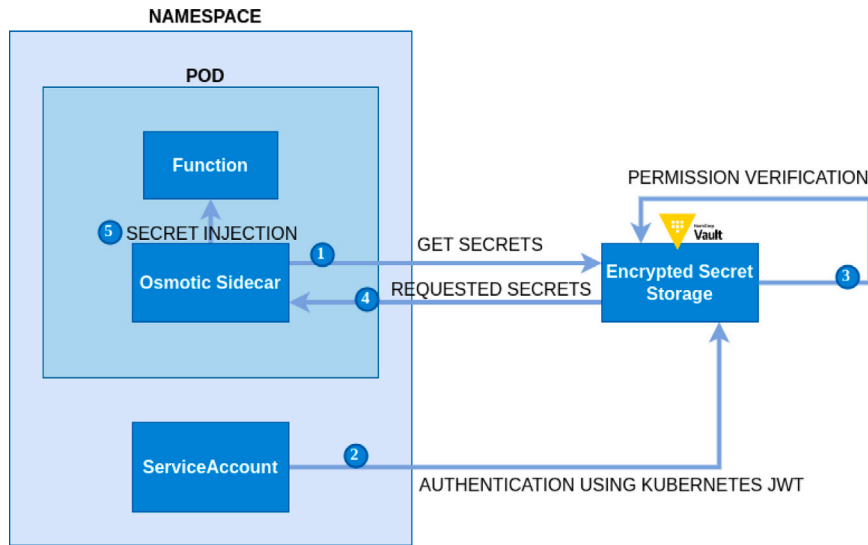 NAMESPACE
POD
Function
5 SECRET INJECTION
Osmotic Sidecar
1
GET SECRETS
4
REQUESTED SECRETS
PERMISSION VERIFICATION
HashiCorp
Vault
Encrypted Secret
Storage
3
ServiceAccount
2
AUTHENTICATION USING KUBERNETES JWT